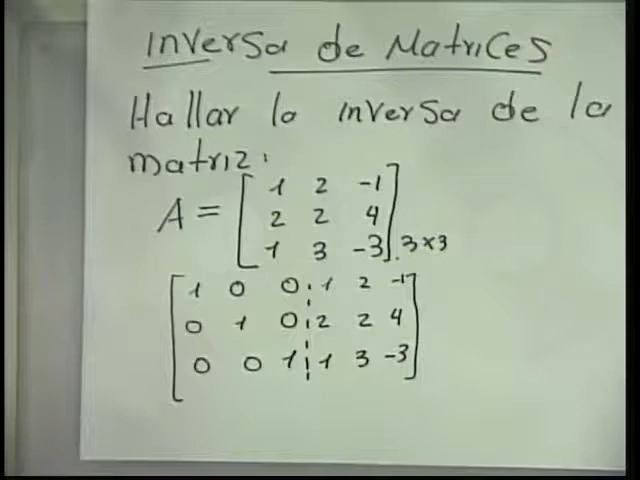 Inversa de Matrices
Hallar la inversa de la
matriz:
A = [ 1 2 -1
2 2 4
1 3 -3 ] 3x3
[ 1 0 0 ¦ 1 2 -1
0 1 0 ¦ 2 2 4
0 0 1 ¦ 1 3 -3 ]